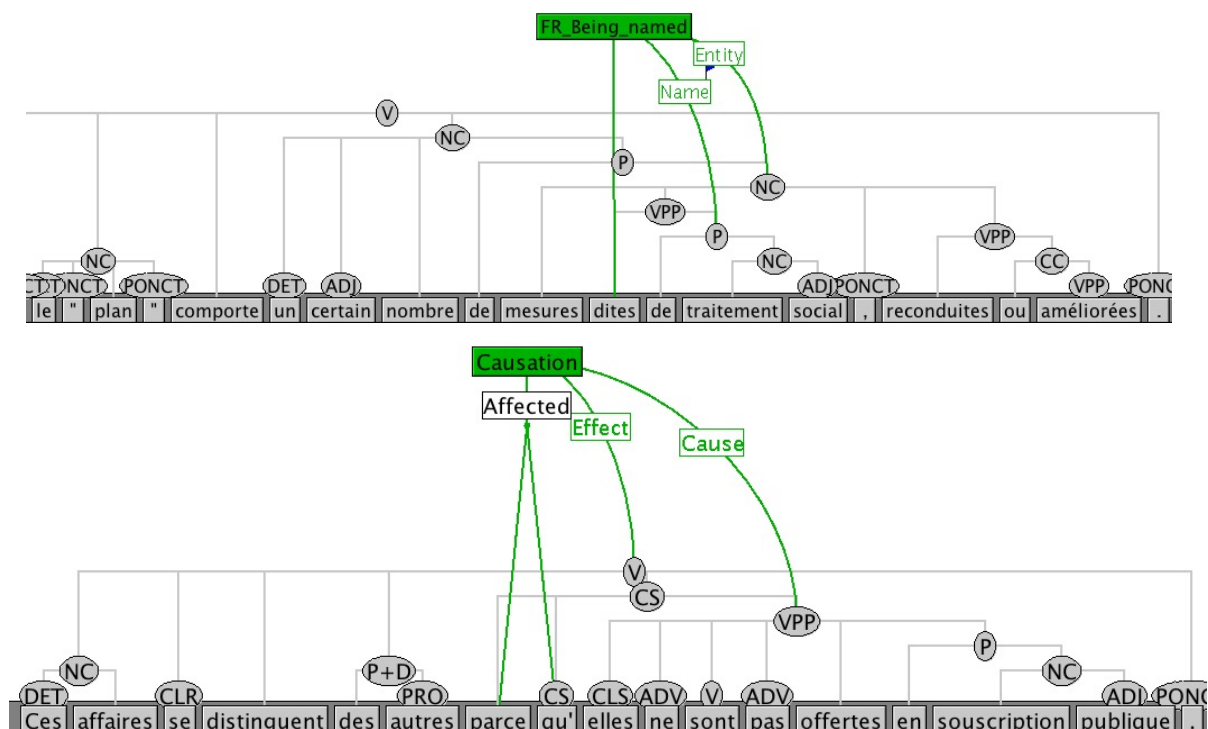 FR_Being_named
Entity
Name
V
NC
P
NC
VPP
P
VPP
NC NC CC
PONCT DET ADJ ADJ PONCT VPP
le " plan " comporte un certain nombre de mesures dites de traitement social , reconduites ou améliorées .
Causation
Affected
Effect
Cause
V
CS
VPP
P
NC P+D NC
DET CLR PRO CS CLS ADV V ADV ADJ
Ces affaires se distinguent des autres parce qu' elles ne sont pas offertes en souscription publique .